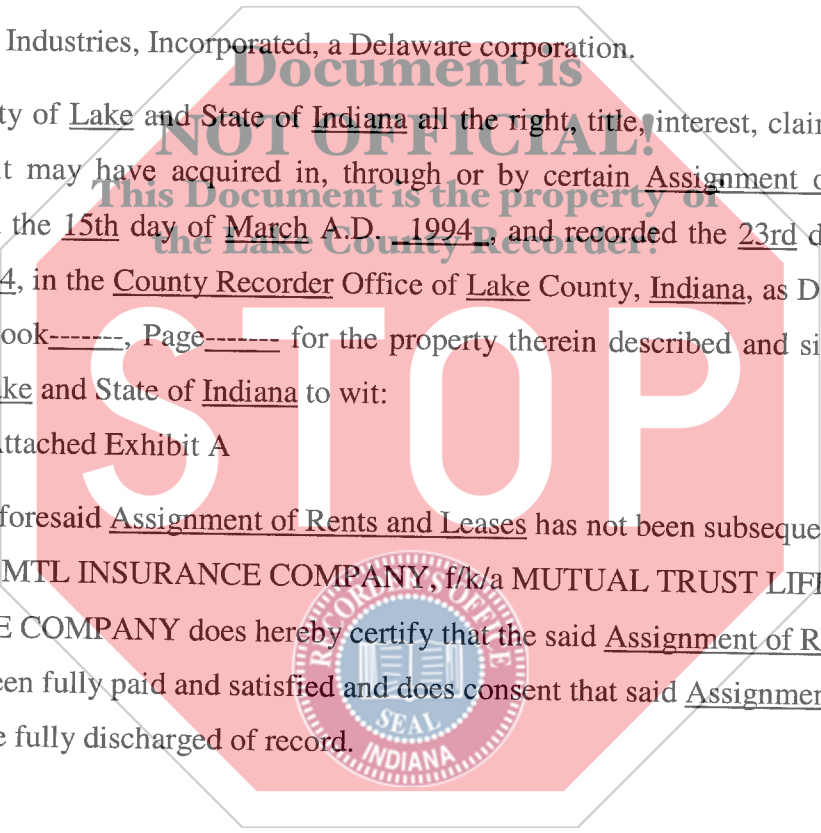 Industries, Incorporated, a Delaware corporation.
Document is
ty of Lake and State of Indiana all the right, title, interest, clair
NOT OFFICIAL!
t may have acquired in, through or by certain Assignment o
This Document is the property of
the 15th day of March A.D. 1994 , and recorded the 23rd d
the Lake County Recorder!
4, in the County Recorder Office of Lake County, Indiana, as D
ook-------, Page------- for the property therein described and si
STOP
ke and State of Indiana to wit:
Attached Exhibit A
foresaid Assignment of Rents and Leases has not been subseque
MTL INSURANCE COMPANY, f/k/a MUTUAL TRUST LIFE
E COMPANY does hereby certify that the said Assignment of R
een fully paid and satisfied and does consent that said Assignmen
e fully discharged of record.
RECORDING OFFICE
SEAL
INDIANA